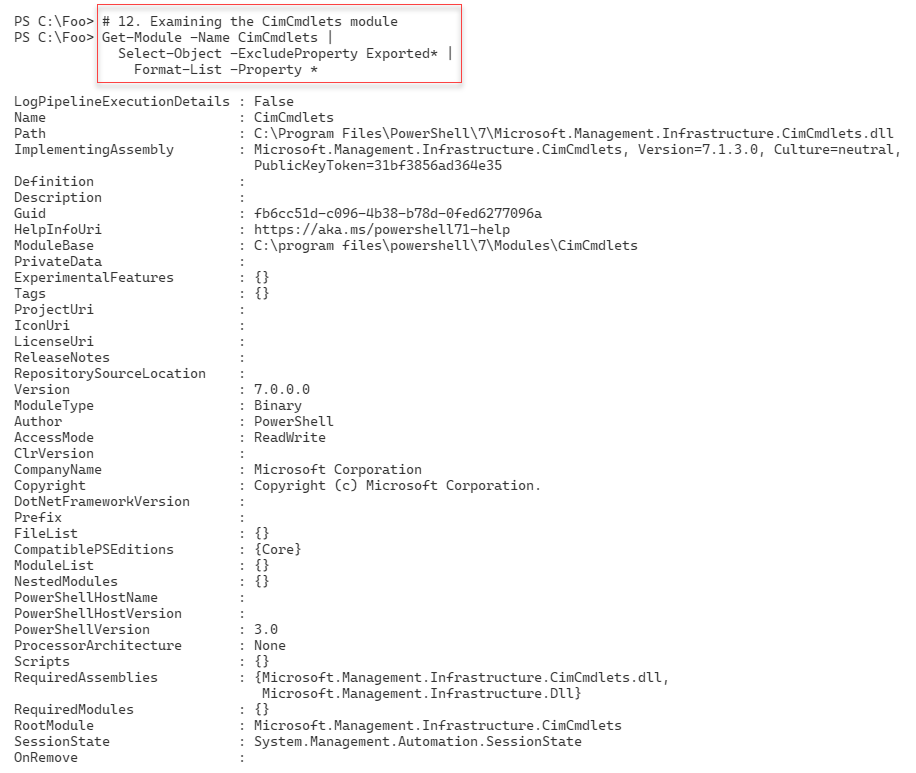 PS C:\Foo> # 12. Examining the CimCmdlets module
PS C:\Foo> Get-Module -Name CimCmdlets |
             Select-Object -ExcludeProperty Exported* |
               Format-List -Property *

LogPipelineExecutionDetails : False
Name                        : CimCmdlets
Path                        : C:\Program Files\PowerShell\7\Microsoft.Management.Infrastructure.CimCmdlets.dll
ImplementingAssembly        : Microsoft.Management.Infrastructure.CimCmdlets, Version=7.1.3.0, Culture=neutral,
                              PublicKeyToken=31bf3856ad364e35
Definition                  :
Description                 :
Guid                        : fb6cc51d-c096-4b38-b78d-0fed6277096a
HelpInfoUri                 : https://aka.ms/powershell71-help
ModuleBase                  : C:\program files\powershell\7\Modules\CimCmdlets
PrivateData                 :
ExperimentalFeatures        : {}
Tags                        : {}
ProjectUri                  :
IconUri                     :
LicenseUri                  :
ReleaseNotes                :
RepositorySourceLocation    :
Version                     : 7.0.0.0
ModuleType                  : Binary
Author                      : PowerShell
AccessMode                  : ReadWrite
ClrVersion                  :
CompanyName                 : Microsoft Corporation
Copyright                   : Copyright (c) Microsoft Corporation.
DotNetFrameworkVersion      :
Prefix                      :
FileList                    : {}
CompatiblePSEditions        : {Core}
ModuleList                  : {}
NestedModules               : {}
PowerShellHostName          :
PowerShellHostVersion       :
PowerShellVersion           : 3.0
ProcessorArchitecture       : None
Scripts                     : {}
RequiredAssemblies          : {Microsoft.Management.Infrastructure.CimCmdlets.dll,
                               Microsoft.Management.Infrastructure.Dll}
RequiredModules             : {}
RootModule                  : Microsoft.Management.Infrastructure.CimCmdlets
SessionState                : System.Management.Automation.SessionState
OnRemove                    :